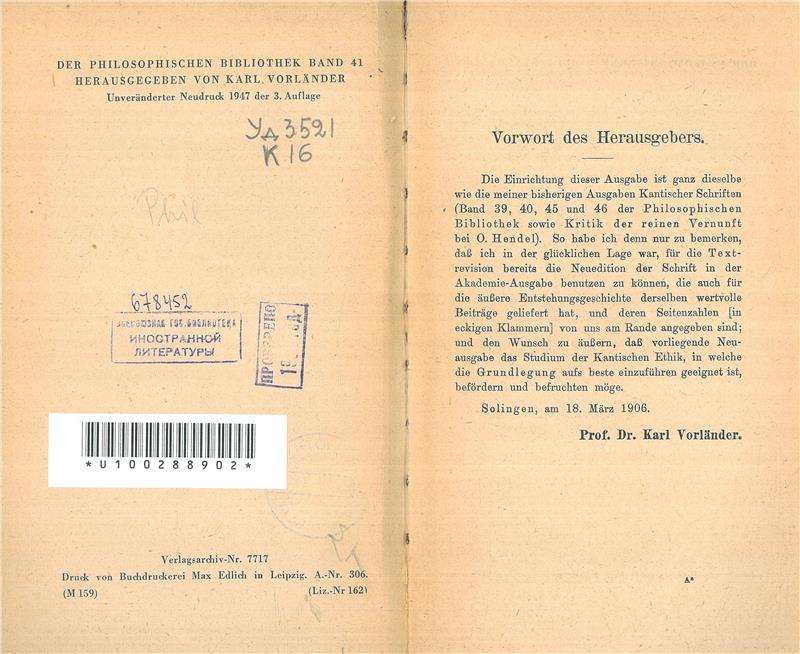 DER PHILOSOPHISCHEN BIBLIOTHEK BAND 41
HERAUSGEGEBEN VON KARL VORLÄNDER
Unveränderter Neudruck 1947 der 3. Auflage
Уд 3521
К 16
Phil
678452
ВСЕСОЮЗНАЯ ГОС. БИБЛИОТЕКА
ИНОСТРАННОЙ
ЛИТЕРАТУРЫ
ПРОВЕРЕНО
*U100288902*
Verlagsarchiv-Nr. 7717
Druck von Buchdruckerei Max Edlich in Leipzig. A.-Nr. 306.
(M 159) (Liz.-Nr 162)
Vorwort des Herausgebers.
Die Einrichtung dieser Ausgabe ist ganz dieselbe
wie die meiner bisherigen Ausgaben Kantischer Schriften
(Band 39, 40, 45 und 46 der Philosophischen
Bibliothek sowie Kritik der reinen Vernunft
bei O. Hendel). So habe ich denn nur zu bemerken,
daß ich in der glücklichen Lage war, für die Text-
revision bereits die Neuedition der Schrift in der
Akademie-Ausgabe benutzen zu können, die auch für
die äußere Entstehungsgeschichte derselben wertvolle
Beiträge geliefert hat, und deren Seitenzahlen [in
eckigen Klammern] von uns am Rande angegeben sind;
und den Wunsch zu äußern, daß vorliegende Neu-
ausgabe das Studium der Kantischen Ethik, in welche
die Grundlegung aufs beste einzuführen geeignet ist,
befördern und befruchten möge.
Solingen, am 18. März 1906.
Prof. Dr. Karl Vorländer.
A*